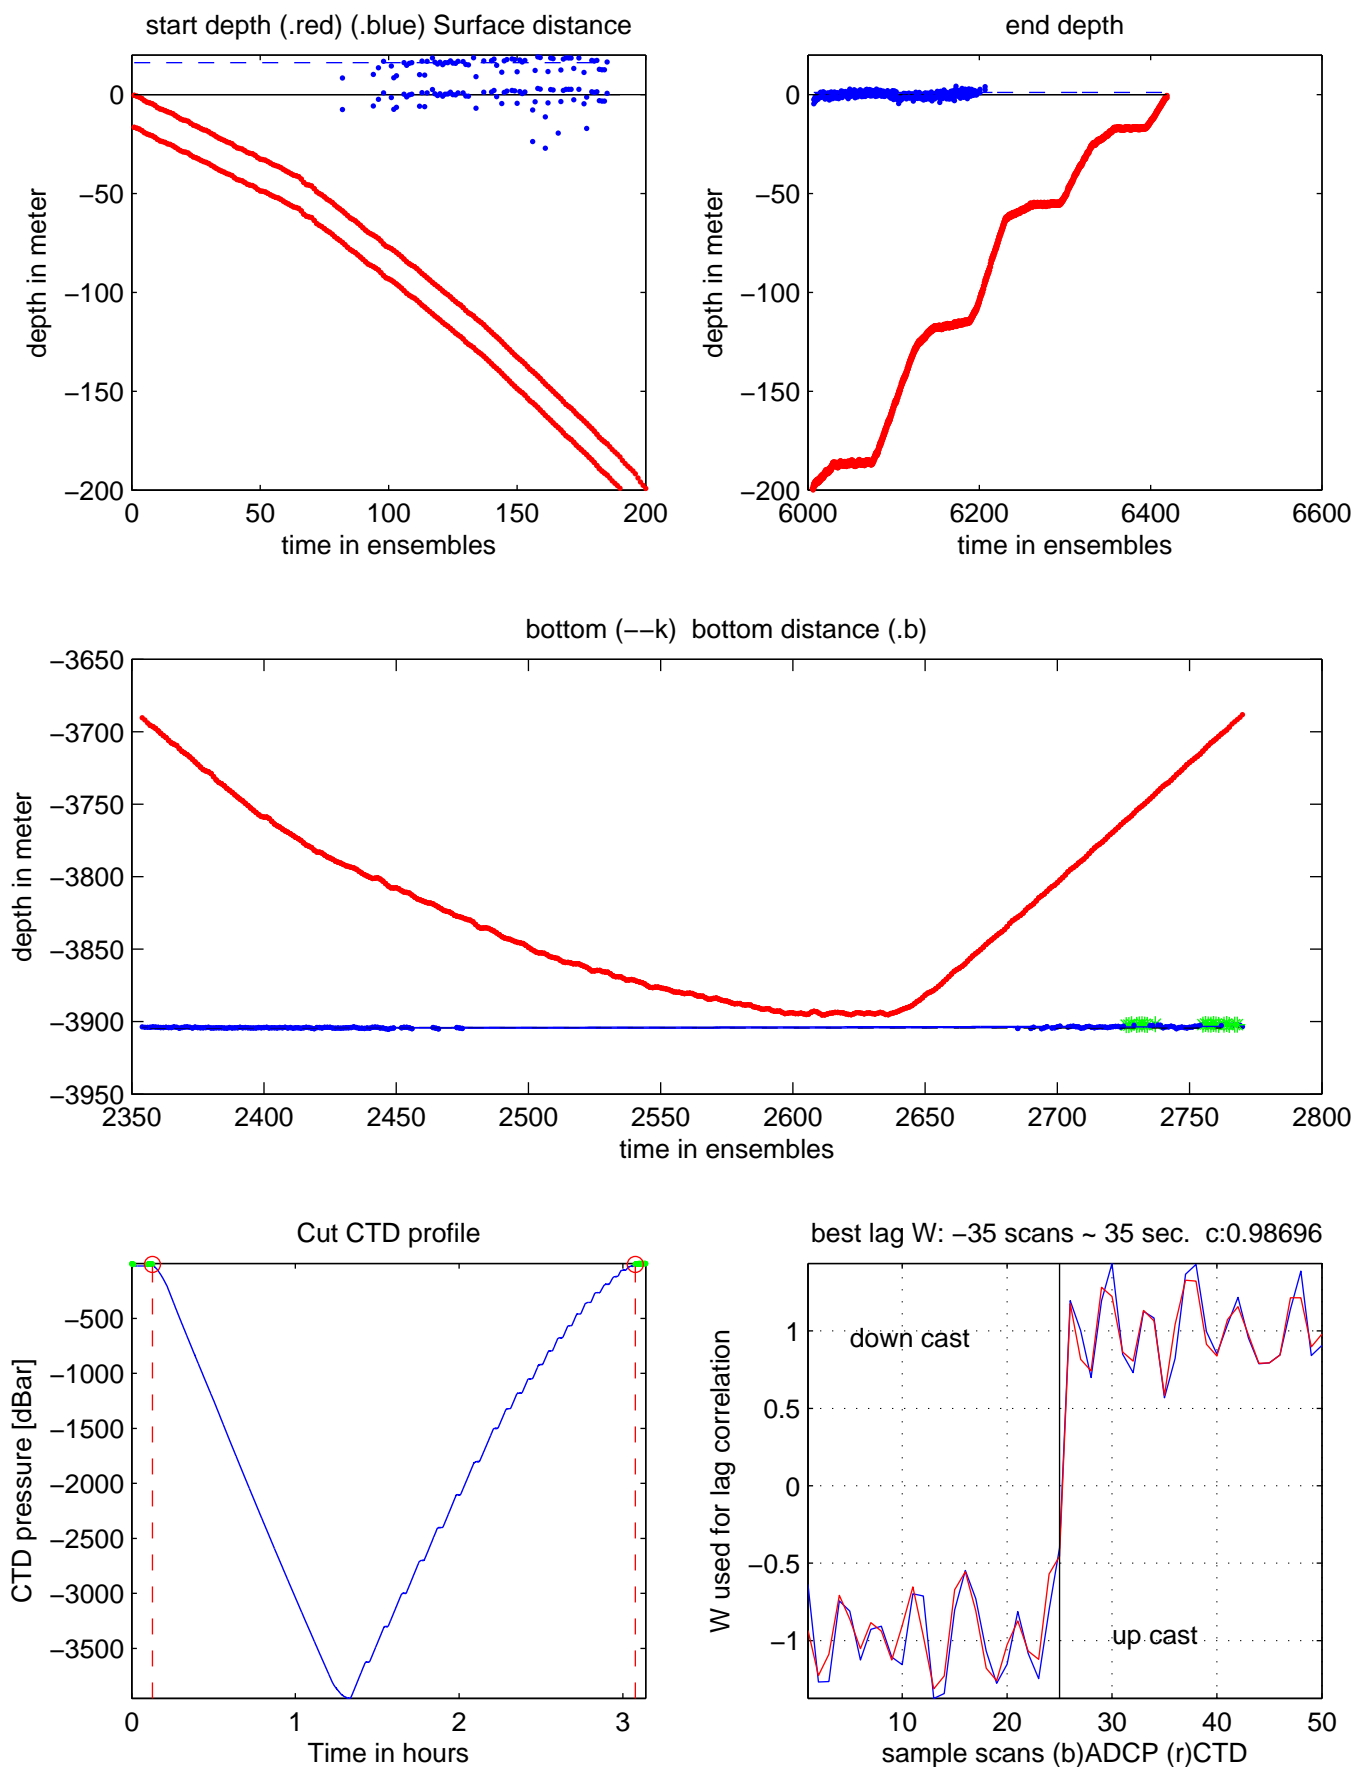 start depth (.red) (.blue) Surface distance
0
−50
−100
−150
−200
depth in meter
0 50 100 150 200
time in ensembles
end depth
0
−50
−100
−150
−200
depth in meter
6000 6200 6400 6600
time in ensembles
bottom (−−k)  bottom distance (.b)
−3650
−3700
−3750
−3800
−3850
−3900
−3950
depth in meter
2350 2400 2450 2500 2550 2600 2650 2700 2750 2800
time in ensembles
Cut CTD profile
−500
−1000
−1500
−2000
−2500
−3000
−3500
CTD pressure [dBar]
0 1 2 3
Time in hours
best lag W: −35 scans ~ 35 sec.  c:0.98696
1
0.5
0
−0.5
−1
W used for lag correlation
down cast
up cast
10 20 30 40 50
sample scans (b)ADCP (r)CTD